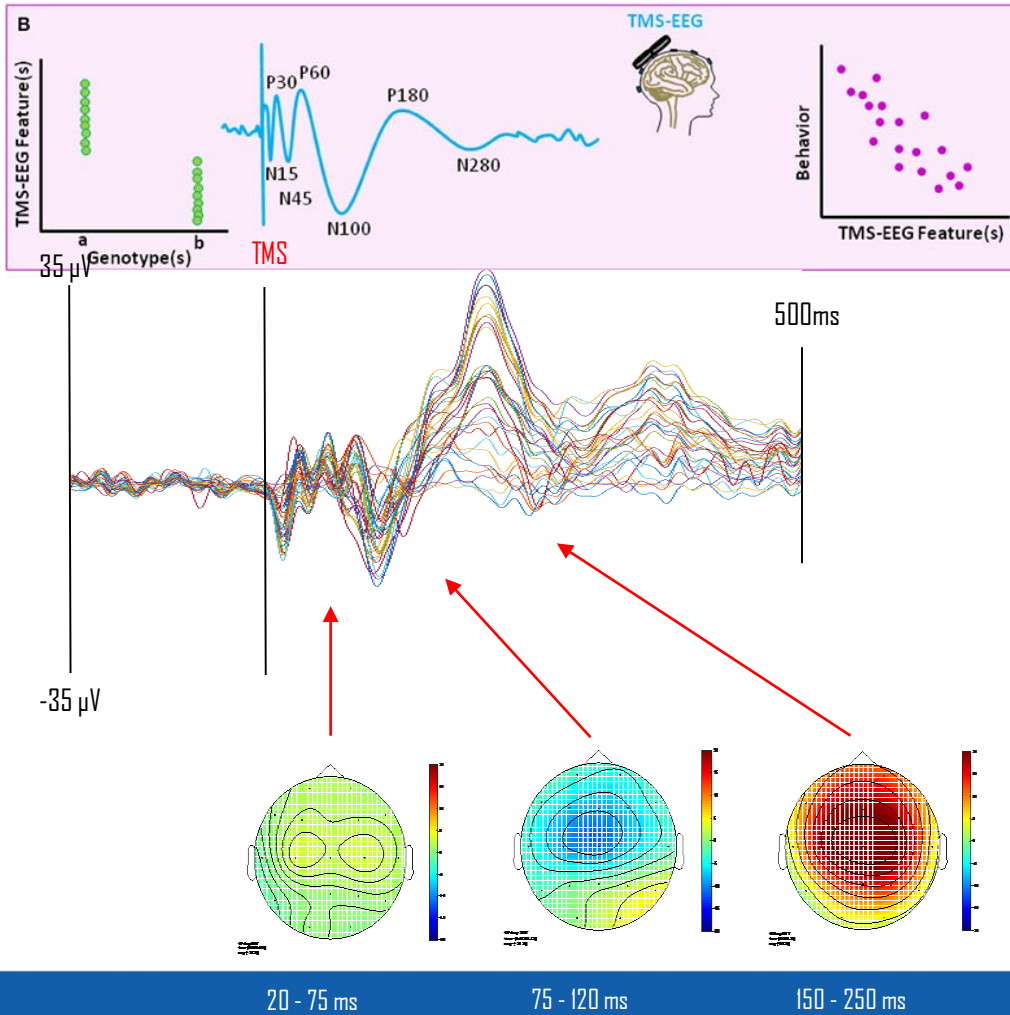 B
TMS-EEG
TMS-EEG Feature(s)
P30
P60
P180
N15
N45
N100
N280
a
b
Genotype(s)
TMS
Behavior
TMS-EEG Feature(s)
35 µV
500ms
-35 µV
20 - 75 ms
75 - 120 ms
150 - 250 ms